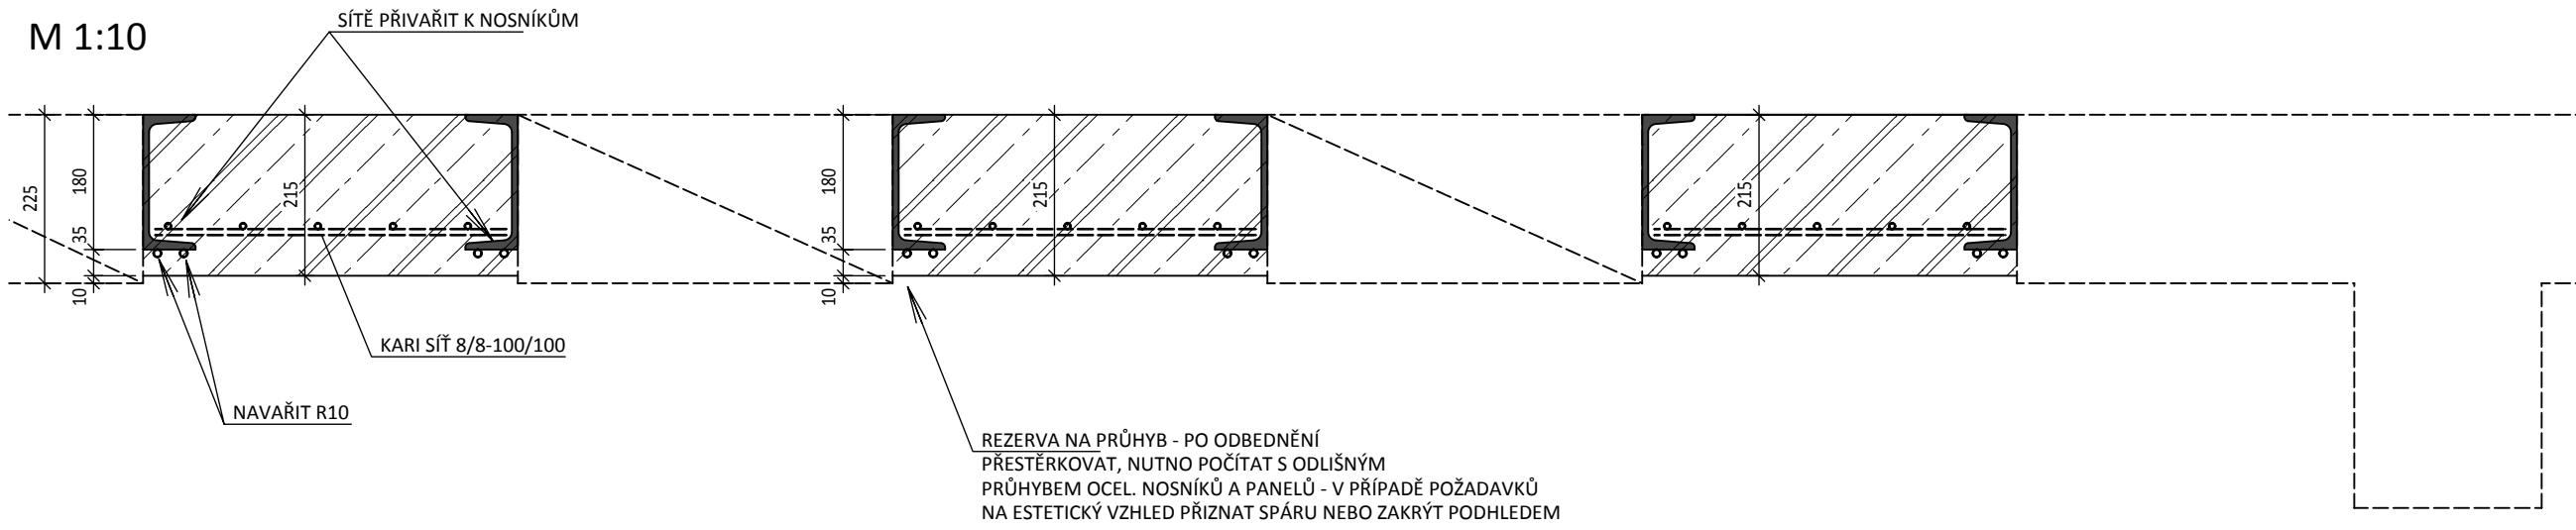 M 1:10
SÍTĚ PŘIVAŘIT K NOSNÍKŮM
225
180
35
10
215
180
35
10
215
215
KARI SÍŤ 8/8-100/100
NAVAŘIT R10
REZERVA NA PRŮHYB - PO ODBEDNĚNÍ
PŘESTĚRKOVAT, NUTNO POČÍTAT S ODLIŠNÝM
PRŮHYBEM OCEL. NOSNÍKŮ A PANELŮ - V PŘÍPADĚ POŽADAVKŮ
NA ESTETICKÝ VZHLED PŘIZNAT SPÁRU NEBO ZAKRÝT PODHLEDEM